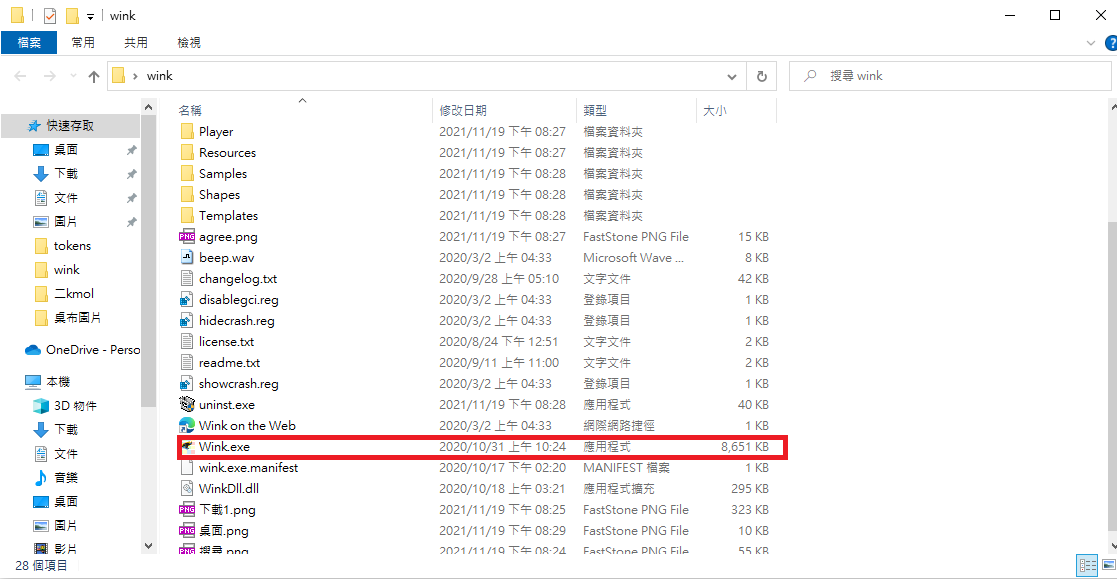 wink
檔案 常用 共用 檢視
wink 搜尋 wink
名稱 修改日期 類型 大小
快速存取
桌面
下載
文件
圖片
tokens
wink
二kmol
桌布圖片
OneDrive - Perso
本機
3D 物件
下載
文件
音樂
桌面
圖片
影片
Player 2021/11/19 下午 08:27 檔案資料夾
Resources 2021/11/19 下午 08:27 檔案資料夾
Samples 2021/11/19 下午 08:28 檔案資料夾
Shapes 2021/11/19 下午 08:28 檔案資料夾
Templates 2021/11/19 下午 08:28 檔案資料夾
agree.png 2021/11/19 下午 08:27 FastStone PNG File 15 KB
beep.wav 2020/3/2 上午 04:33 Microsoft Wave ... 8 KB
changelog.txt 2020/9/28 上午 05:10 文字文件 42 KB
disablegci.reg 2020/3/2 上午 04:33 登錄項目 1 KB
hidecrash.reg 2020/3/2 上午 04:33 登錄項目 1 KB
license.txt 2020/8/24 下午 12:51 文字文件 2 KB
readme.txt 2020/9/11 上午 11:00 文字文件 2 KB
showcrash.reg 2020/3/2 上午 04:33 登錄項目 1 KB
uninst.exe 2021/11/19 下午 08:28 應用程式 40 KB
Wink on the Web 2020/3/2 上午 04:33 網際網路捷徑 1 KB
Wink.exe 2020/10/31 上午 10:24 應用程式 8,651 KB
wink.exe.manifest 2020/10/17 下午 02:20 MANIFEST 檔案 1 KB
WinkDll.dll 2020/10/18 上午 03:21 應用程式擴充 295 KB
下載1.png 2021/11/19 下午 08:25 FastStone PNG File 323 KB
桌面.png 2021/11/19 下午 08:29 FastStone PNG File 10 KB
搜尋.png 2021/11/19 下午 08:24 FastStone PNG File 55 KB
28 個項目